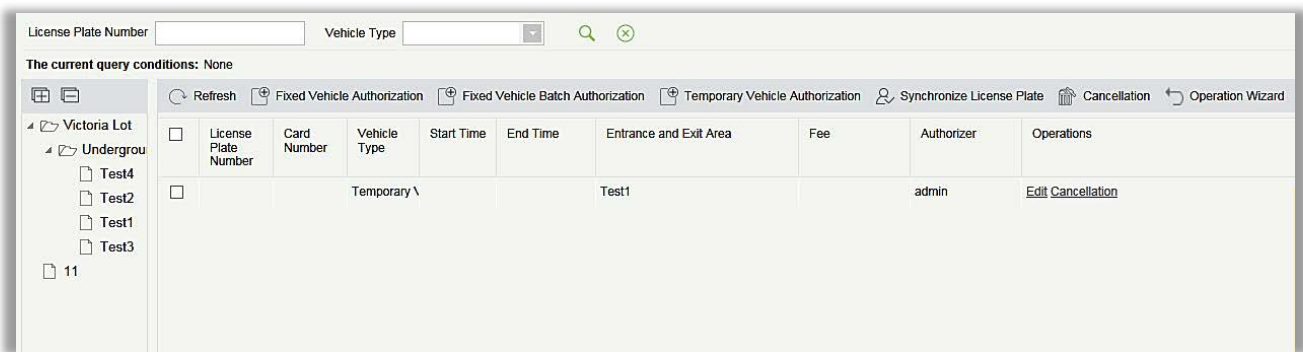 License Plate Number Vehicle Type
The current query conditions: None
Refresh Fixed Vehicle Authorization Fixed Vehicle Batch Authorization Temporary Vehicle Authorization Synchronize License Plate Cancellation Operation Wizard
Victoria Lot
Undergrou
Test4
Test2
Test1
Test3
11
License Plate Number Card Number Vehicle Type Start Time End Time Entrance and Exit Area Fee Authorizer Operations
Temporary V Test1 admin Edit Cancellation